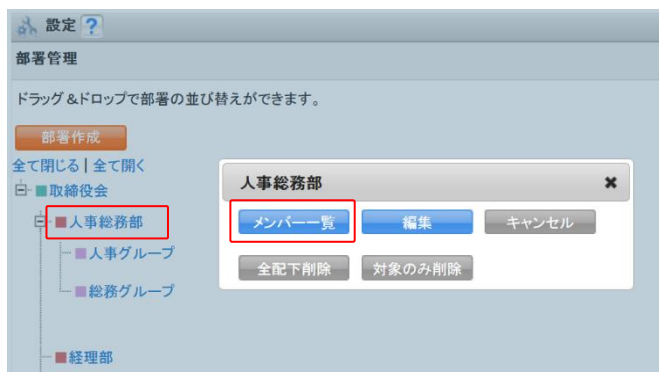 設定 ?
部署管理
ドラッグ&ドロップで部署の並び替えができます。
部署作成
全て閉じる | 全て開く
取締役会
人事総務部
人事グループ
総務グループ
経理部
人事総務部 ×
メンバー一覧 編集 キャンセル
全配下削除 対象のみ削除